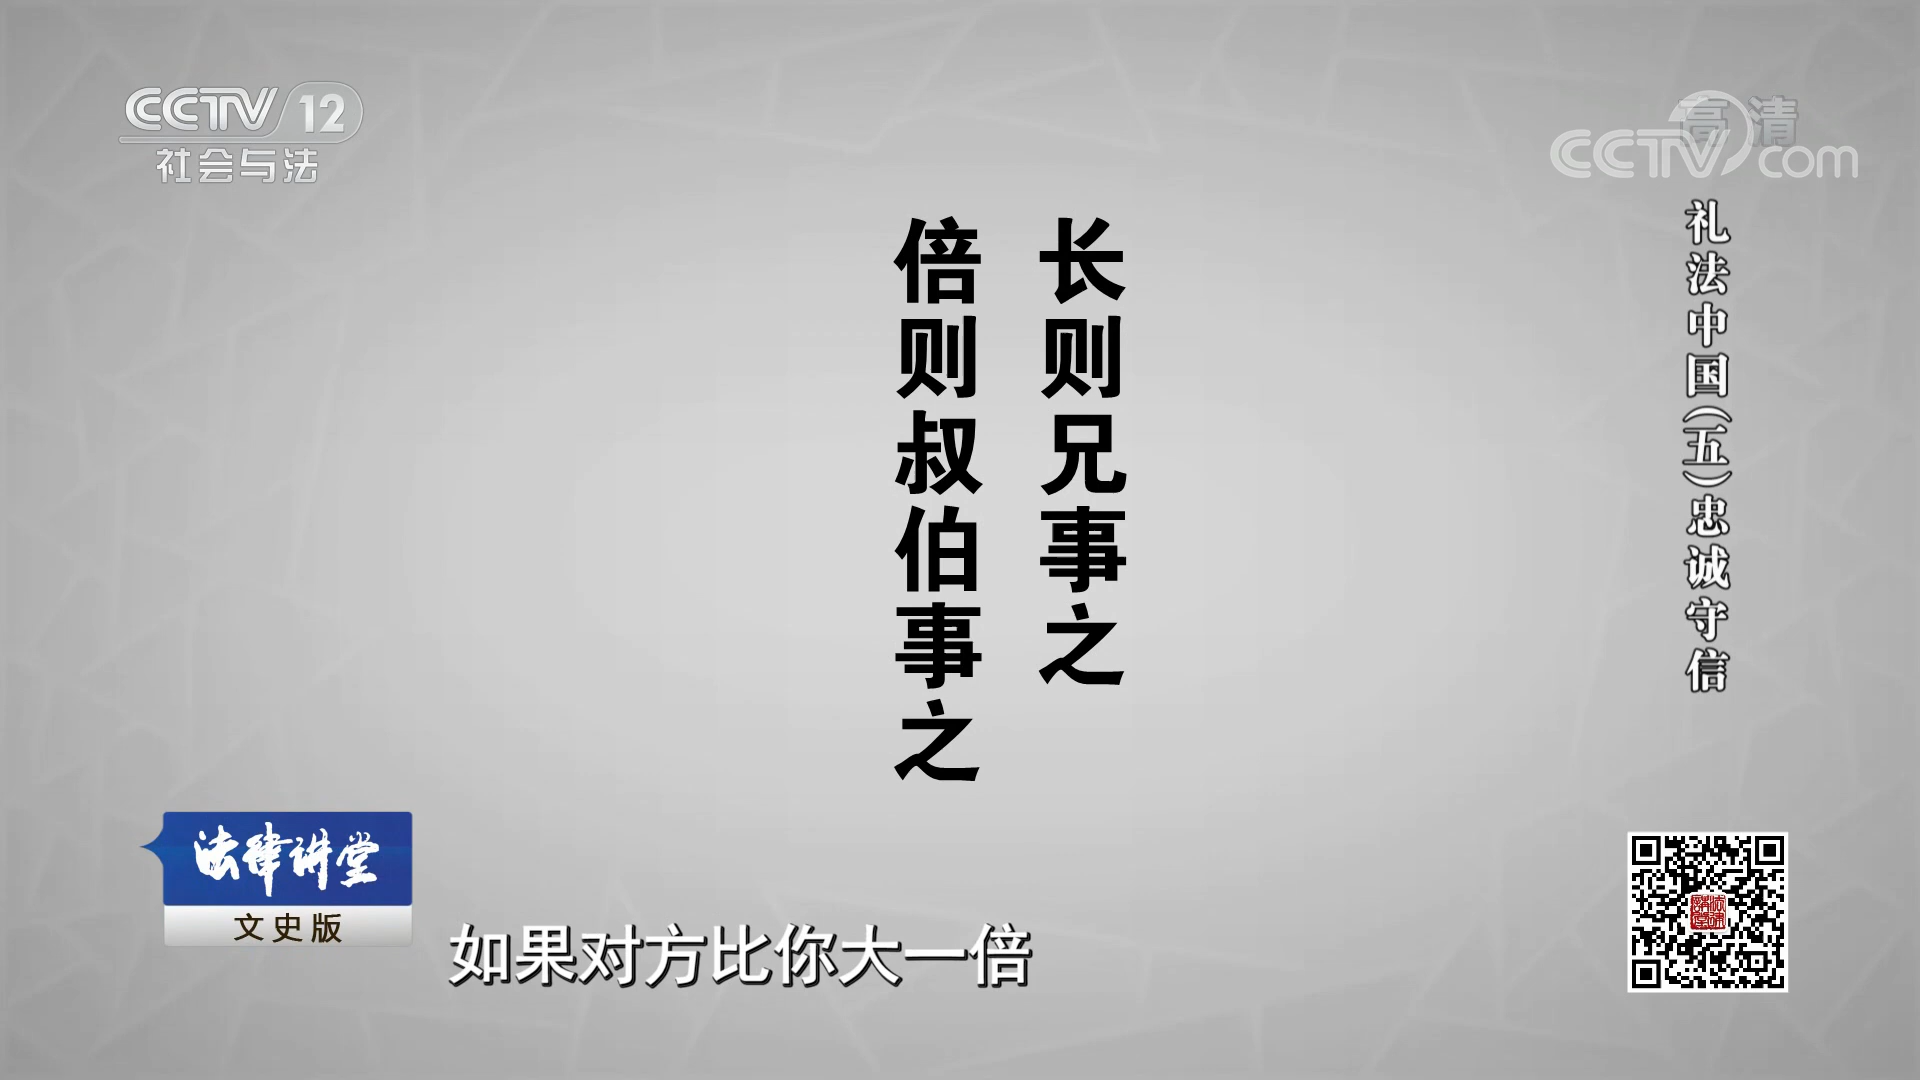 CCTV 12
社会与法
高清
CCTV.com
长则兄事之
倍则叔伯事之
礼法中国(五)忠诚守信
法律讲堂
文史版
如果对方比你大一倍